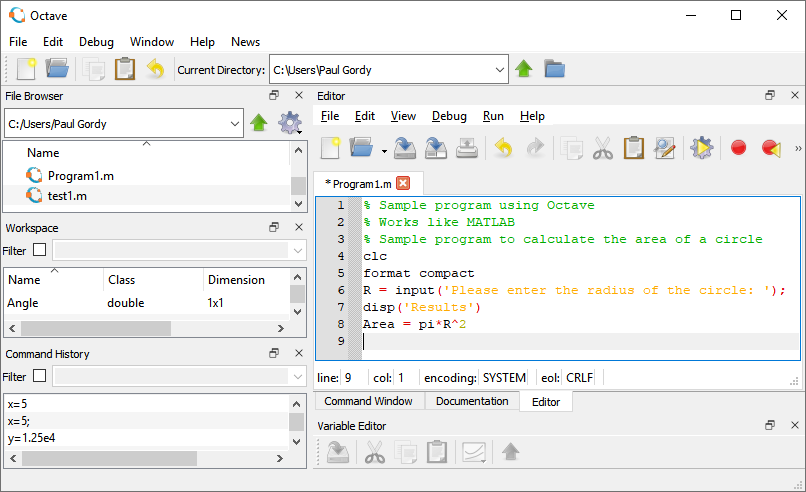 Octave
File Edit Debug Window Help News
Current Directory: C:\Users\Paul Gordy
File Browser
C:/Users/Paul Gordy
Name
Program1.m
test1.m
Workspace
Filter
Name Class Dimension
Angle double 1x1
Command History
Filter
x=5
x=5;
y=1.25e4
Editor
File Edit View Debug Run Help
* Program1.m
1 % Sample program using Octave
2 % Works like MATLAB
3 % Sample program to calculate the area of a circle
4 clc
5 format compact
6 R = input('Please enter the radius of the circle: ');
7 disp('Results')
8 Area = pi*R^2
9
line: 9 col: 1 encoding: SYSTEM eol: CRLF
Command Window Documentation Editor
Variable Editor